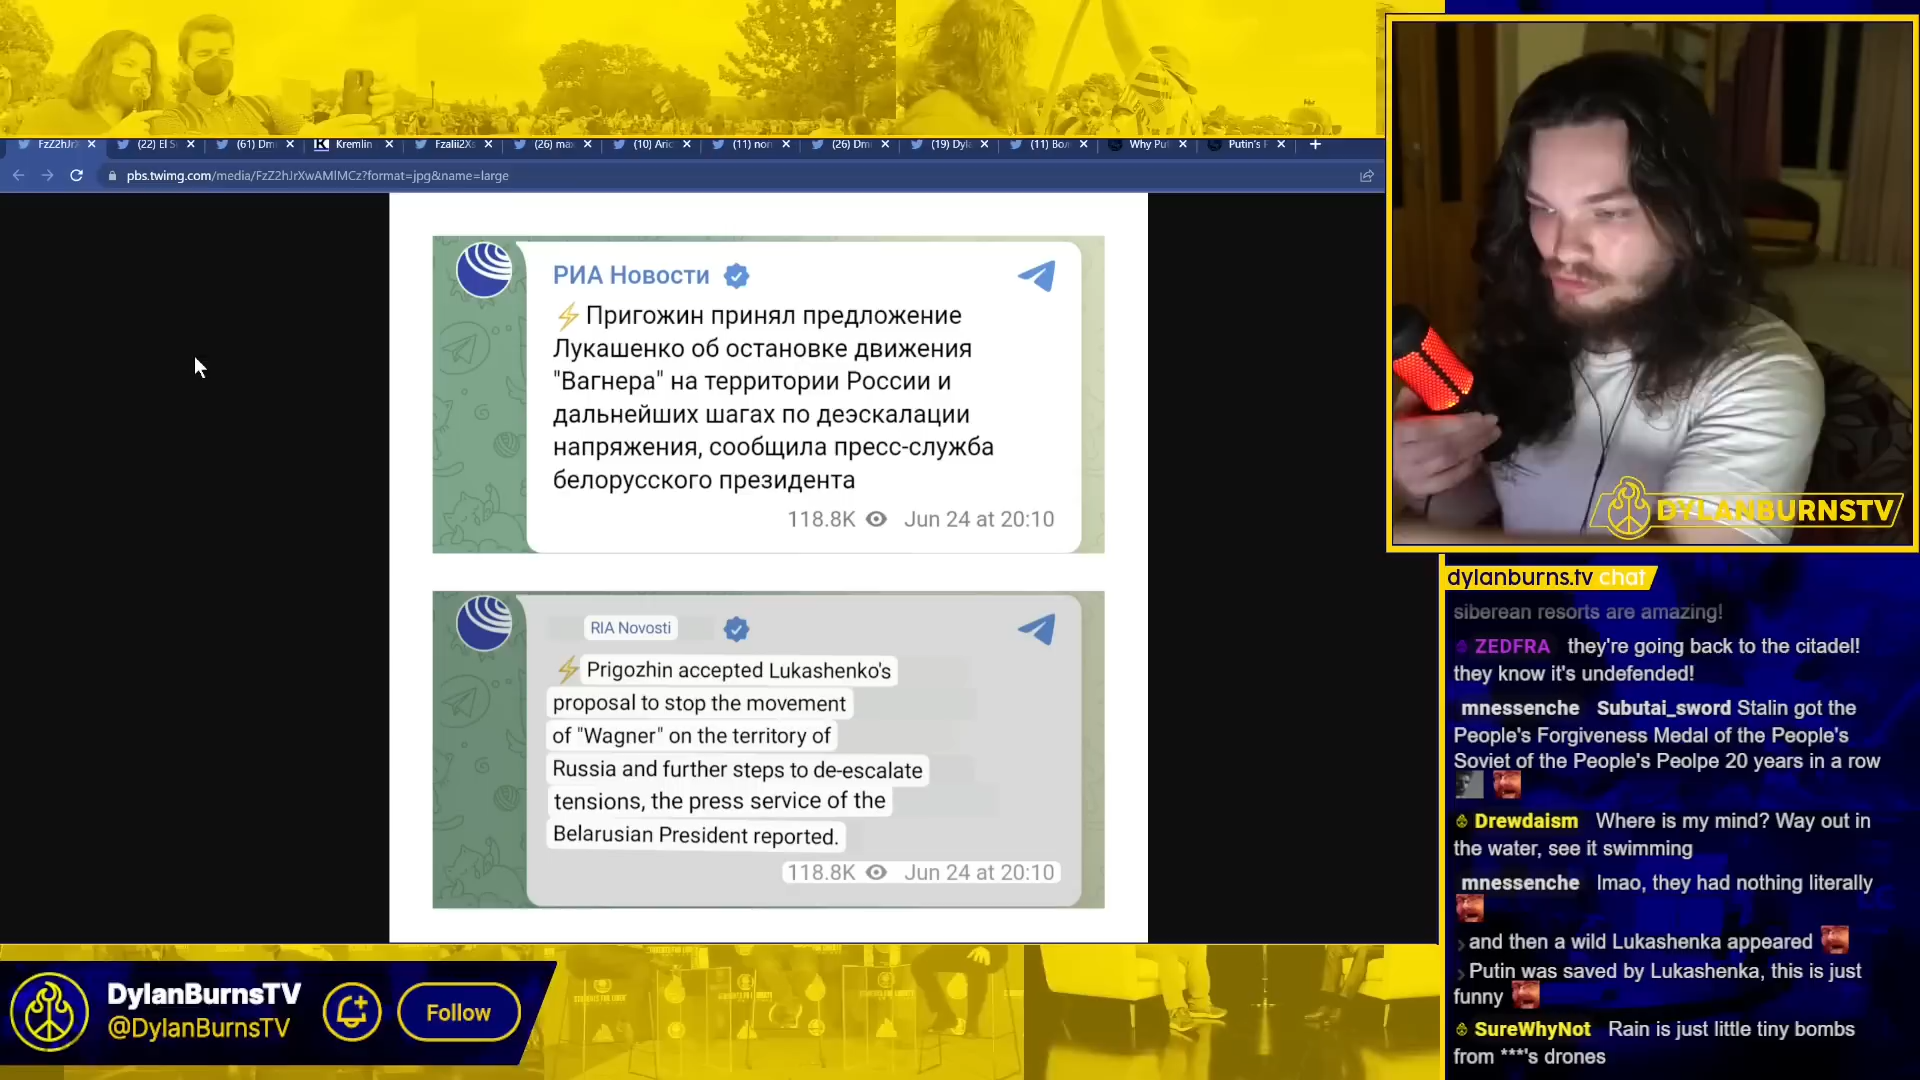 FzZ2hJrX
(22) El S
(61) Dm
Kremlin
Fzalii2Xs
(26) max
(10) Aric
(11) non
(26) Dmi
(19) Dyla
(11) Вол
Why Put
Putin's F
pbs.twimg.com/media/FzZ2hJrXwAMlMCz?format=jpg&name=large
РИА Новости
⚡Пригожин принял предложение
Лукашенко об остановке движения
"Вагнера" на территории России и
дальнейших шагах по деэскалации
напряжения, сообщила пресс-служба
белорусского президента
118.8K Jun 24 at 20:10
RIA Novosti
⚡Prigozhin accepted Lukashenko's
proposal to stop the movement
of "Wagner" on the territory of
Russia and further steps to de-escalate
tensions, the press service of the
Belarusian President reported.
118.8K Jun 24 at 20:10
DYLANBURNSTV
dylanburns.tv chat
siberean resorts are amazing!
ZEDFRA they're going back to the citadel!
they know it's undefended!
mnessenche Subutai_sword Stalin got the
People's Forgiveness Medal of the People's
Soviet of the People's Peolpe 20 years in a row
Drewdaism Where is my mind? Way out in
the water, see it swimming
mnessenche lmao, they had nothing literally
and then a wild Lukashenka appeared
Putin was saved by Lukashenka, this is just
funny
SureWhyNot Rain is just little tiny bombs
from ***'s drones
DylanBurnsTV
@DylanBurnsTV
Follow